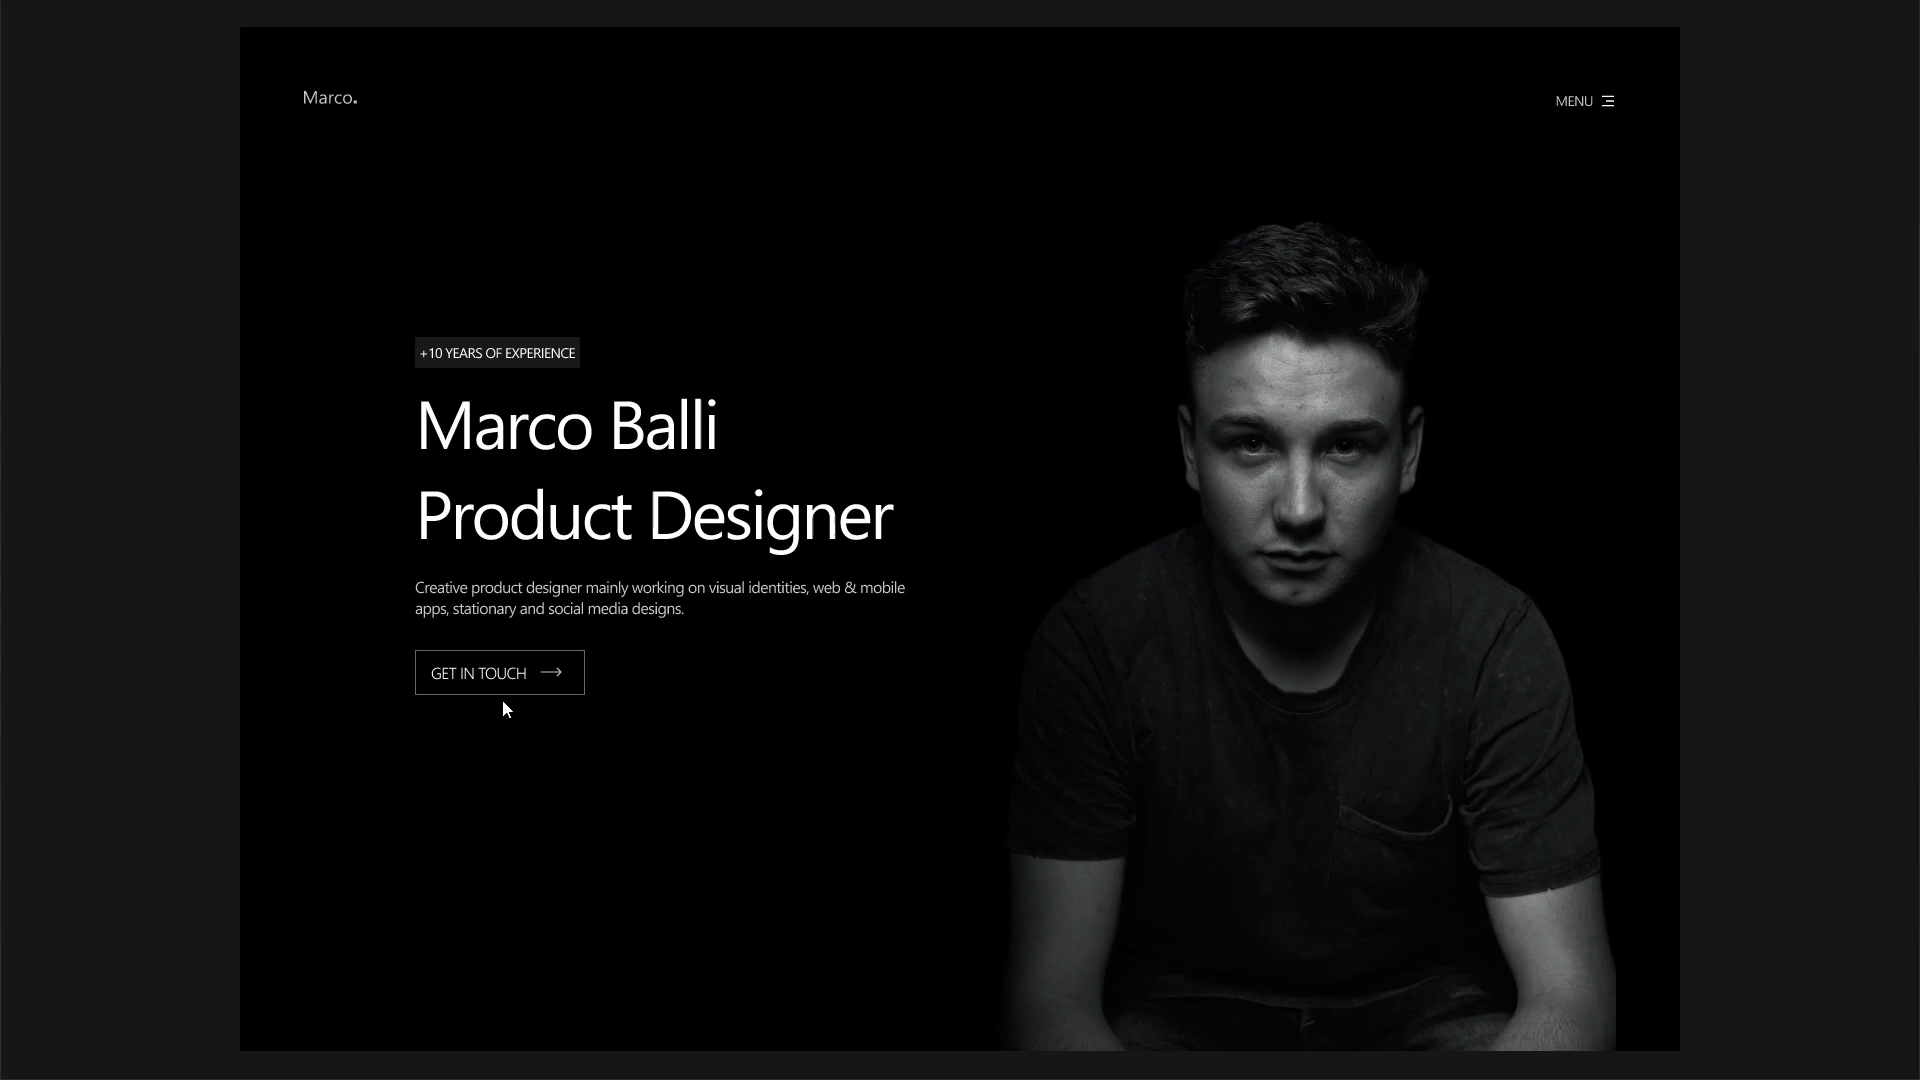 Marco.
MENU
+10 YEARS OF EXPERIENCE
Marco Balli
Product Designer
Creative product designer mainly working on visual identities, web & mobile
apps, stationary and social media designs.
GET IN TOUCH